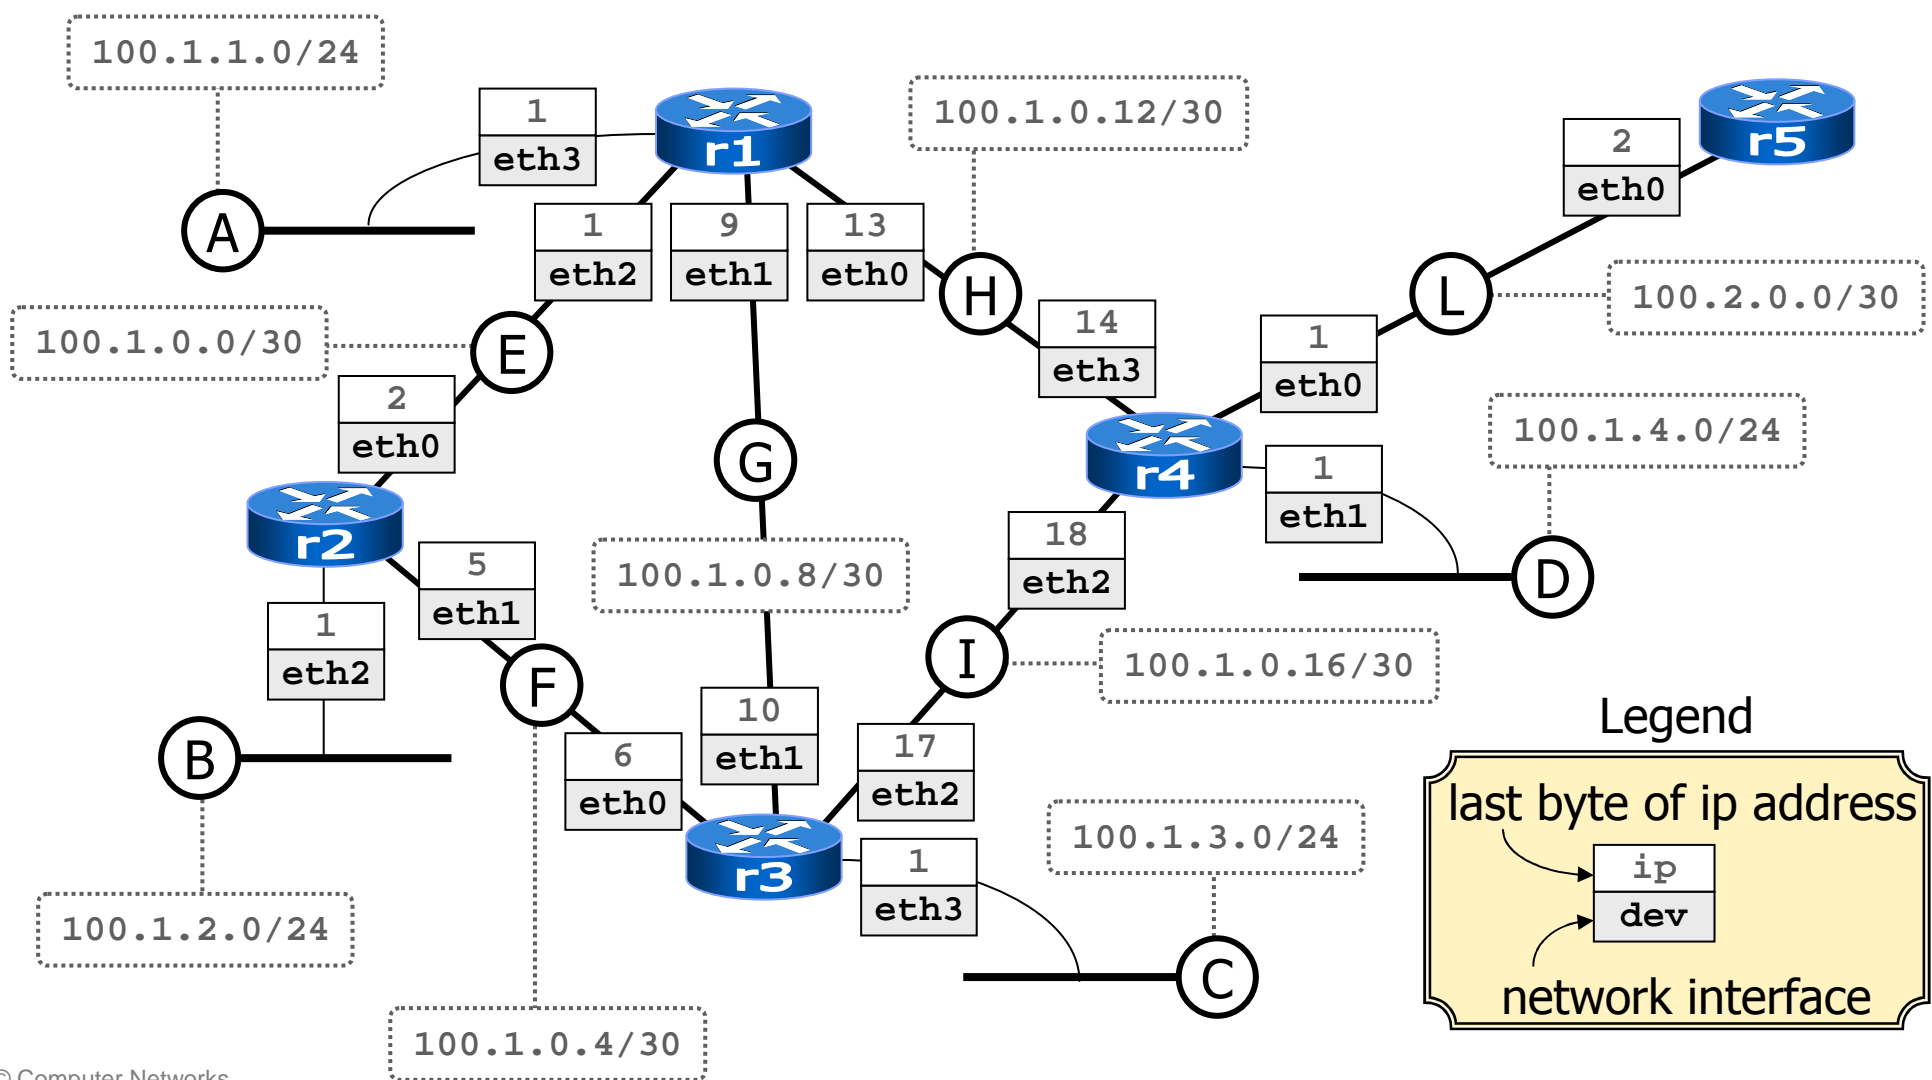 100.1.1.0/24
1
eth3
r1
100.1.0.12/30
2
eth0
r5
A
1
eth2
9
eth1
13
eth0
H
14
eth3
1
eth0
L
100.2.0.0/30
100.1.0.0/30
E
2
eth0
G
r4
1
eth1
100.1.4.0/24
r2
5
eth1
100.1.0.8/30
18
eth2
D
1
eth2
F
I
100.1.0.16/30
B
6
eth0
10
eth1
17
eth2
r3
1
eth3
100.1.3.0/24
C
100.1.2.0/24
100.1.0.4/30
Legend
last byte of ip address
ip
dev
network interface
© Computer Networks